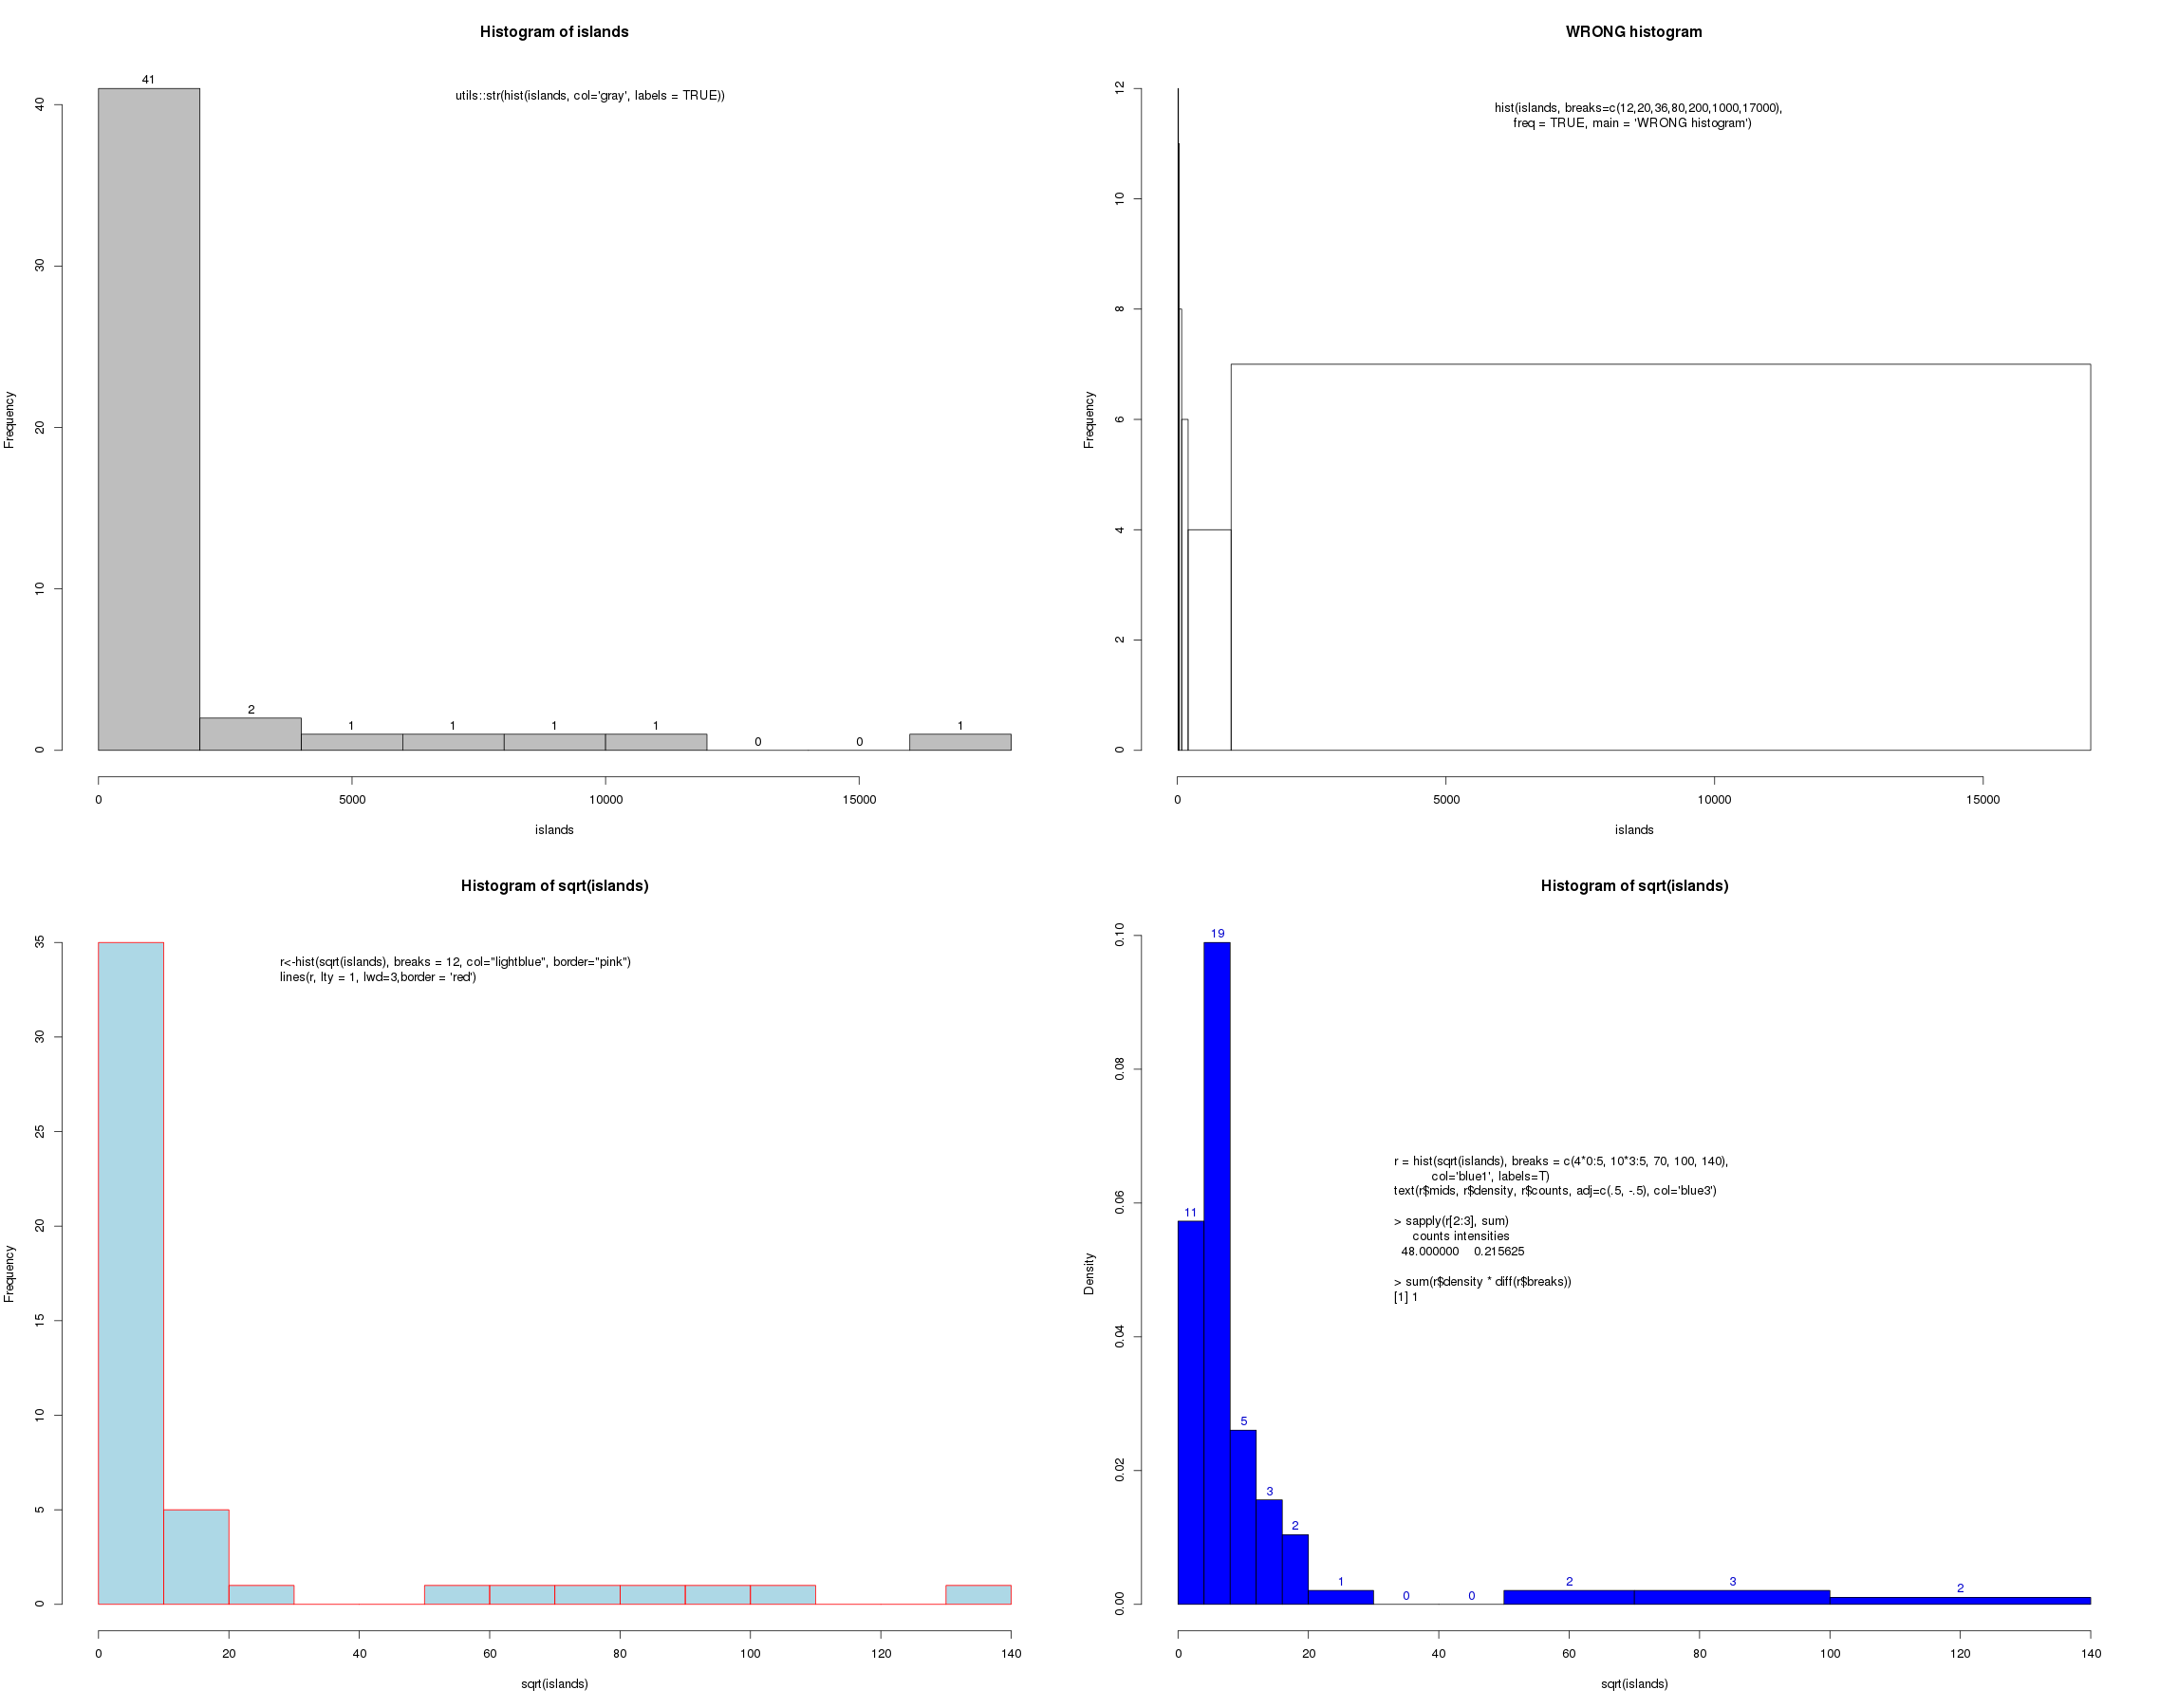 Histogram of islands
utils::str(hist(islands, col='gray', labels = TRUE))
41
2
1
1
1
1
0
0
1
Frequency
40
30
20
10
0
0 5000 10000 15000
islands
WRONG histogram
hist(islands, breaks=c(12,20,36,80,200,1000,17000),
freq = TRUE, main = 'WRONG histogram')
Frequency
12
10
8
6
4
2
0
0 5000 10000 15000
islands
Histogram of sqrt(islands)
r<-hist(sqrt(islands), breaks = 12, col="lightblue", border="pink")
lines(r, lty = 1, lwd=3,border = 'red')
Frequency
35
30
25
20
15
10
5
0
0 20 40 60 80 100 120 140
sqrt(islands)
Histogram of sqrt(islands)
19
11
5
3
2
1
0
0
2
3
2
r = hist(sqrt(islands), breaks = c(4*0:5, 10*3:5, 70, 100, 140),
col='blue1', labels=T)
text(r$mids, r$density, r$counts, adj=c(.5, -.5), col='blue3')
> sapply(r[2:3], sum)
counts intensities
48.000000 0.215625
> sum(r$density * diff(r$breaks))
[1] 1
Density
0.10
0.08
0.06
0.04
0.02
0.00
0 20 40 60 80 100 120 140
sqrt(islands)